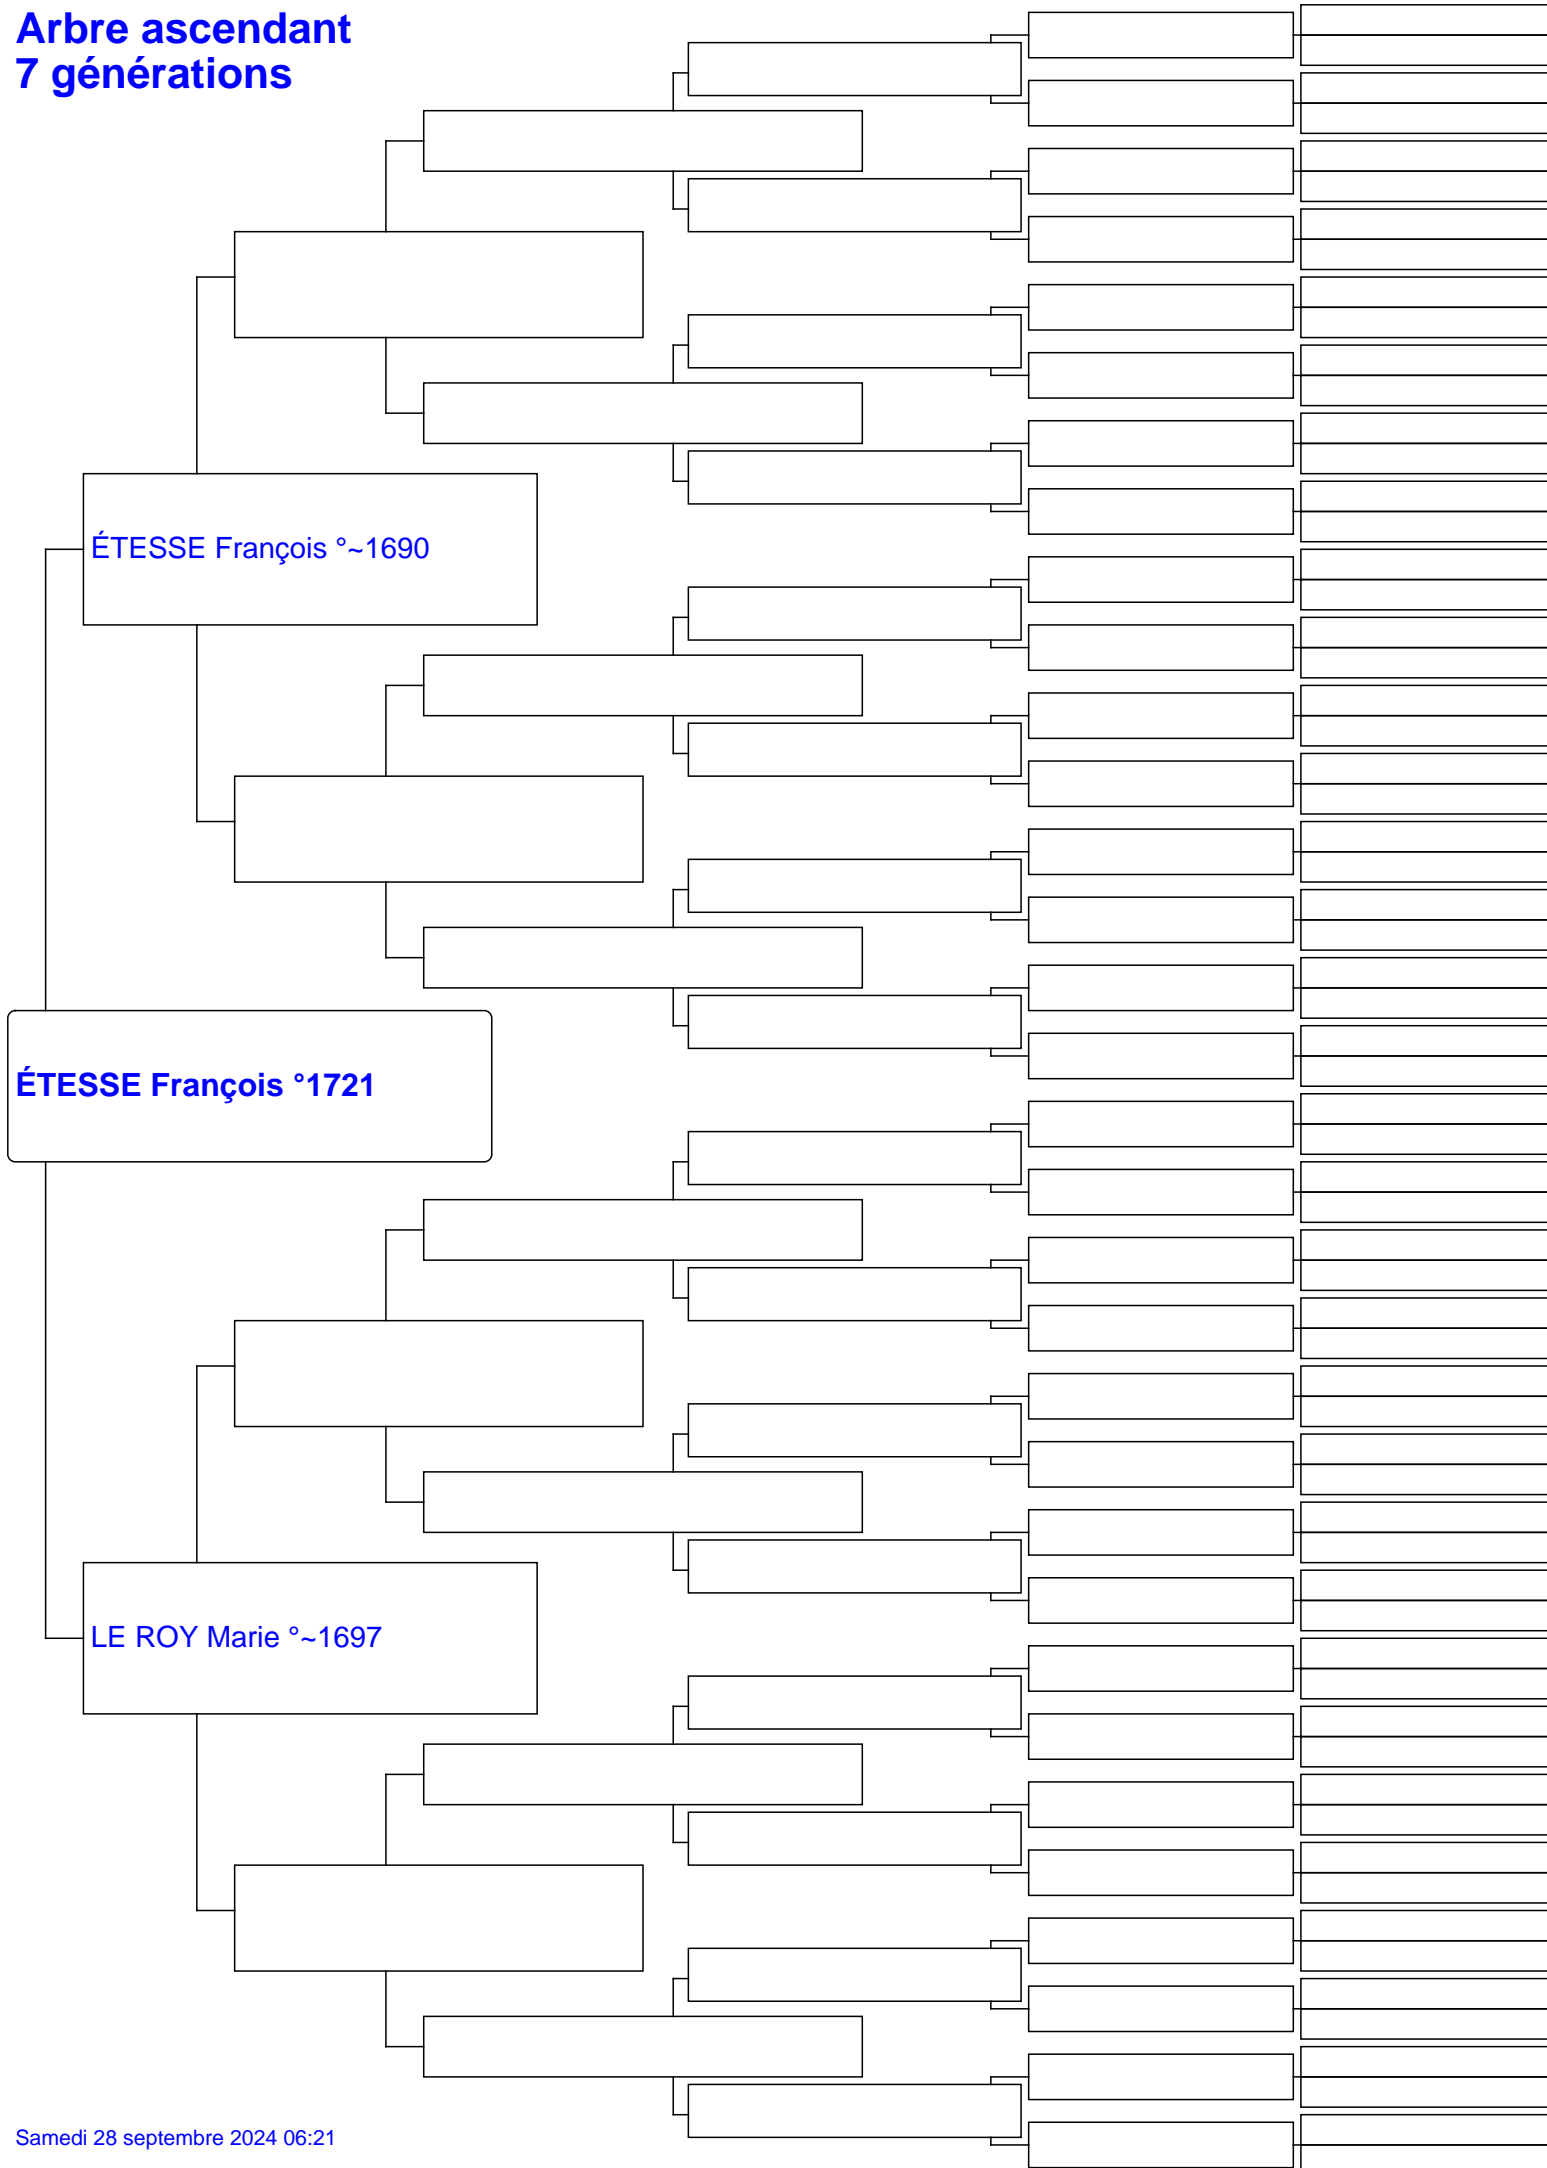 Arbre ascendant
7 générations
ÉTESSE François °~1690
ÉTESSE François °1721
LE ROY Marie °~1697
Samedi 28 septembre 2024 06:21